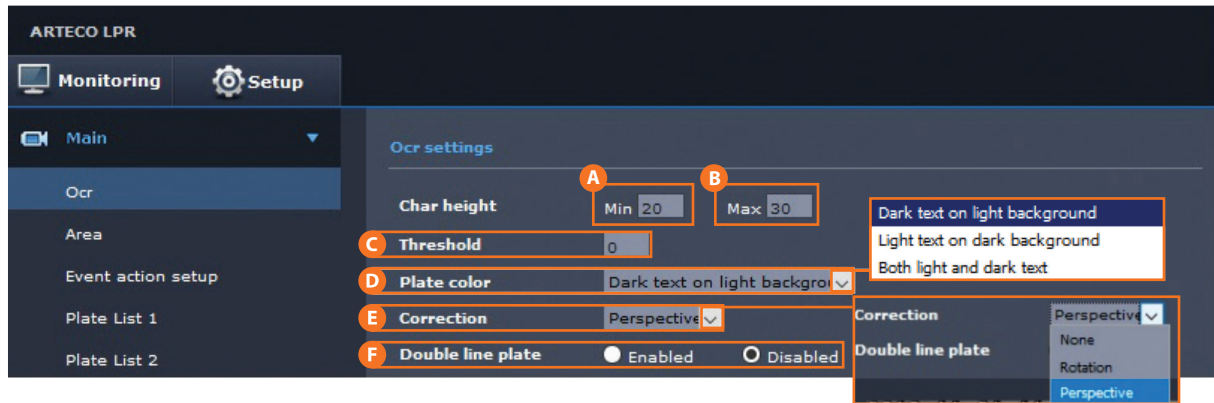 ARTECO LPR
Monitoring Setup
Main
Ocr settings
Ocr
A B
Char height Min 20 Max 30
Dark text on light background
Area
C Threshold 0
Light text on dark background
Both light and dark text
Event action setup
D Plate color Dark text on light backgrou
Plate List 1
E Correction Perspective
Correction Perspective
None
Plate List 2
F Double line plate Enabled Disabled
Double line plate
Rotation
Perspective